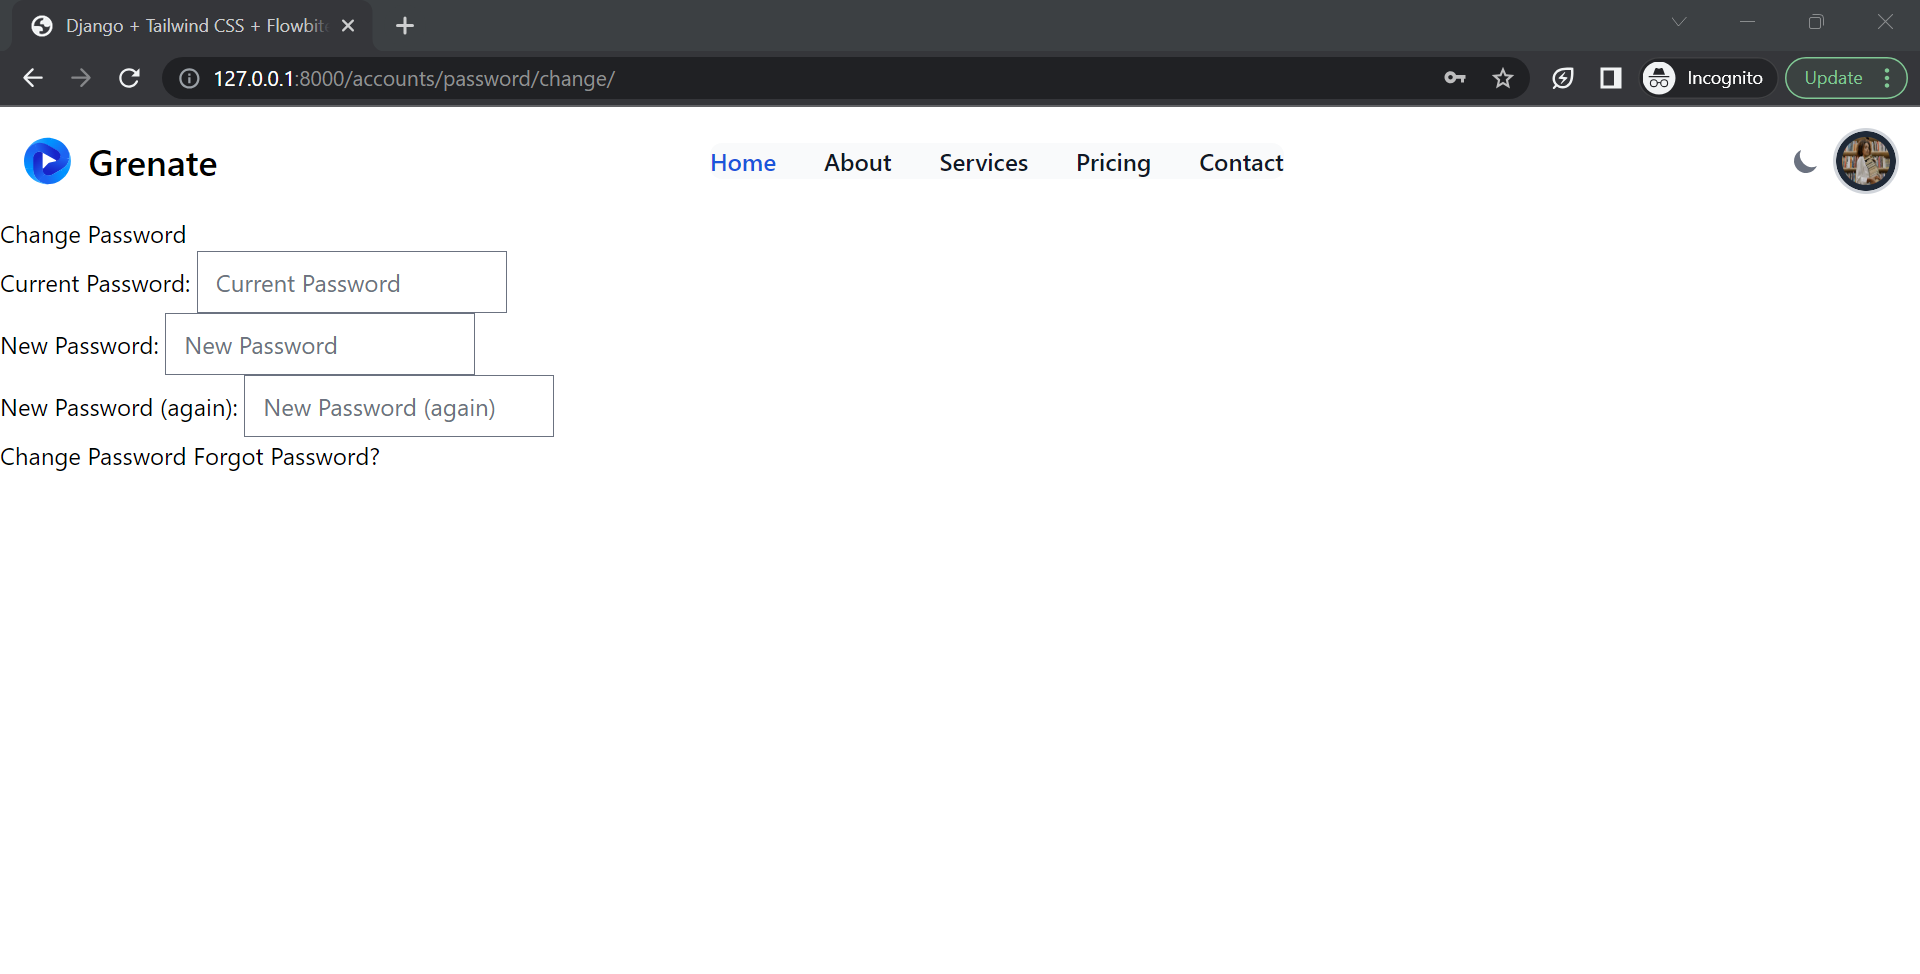 Django + Tailwind CSS + Flowbit
127.0.0.1:8000/accounts/password/change/
Incognito
Update
Grenate
Home About Services Pricing Contact
Change Password
Current Password: Current Password
New Password: New Password
New Password (again): New Password (again)
Change Password Forgot Password?